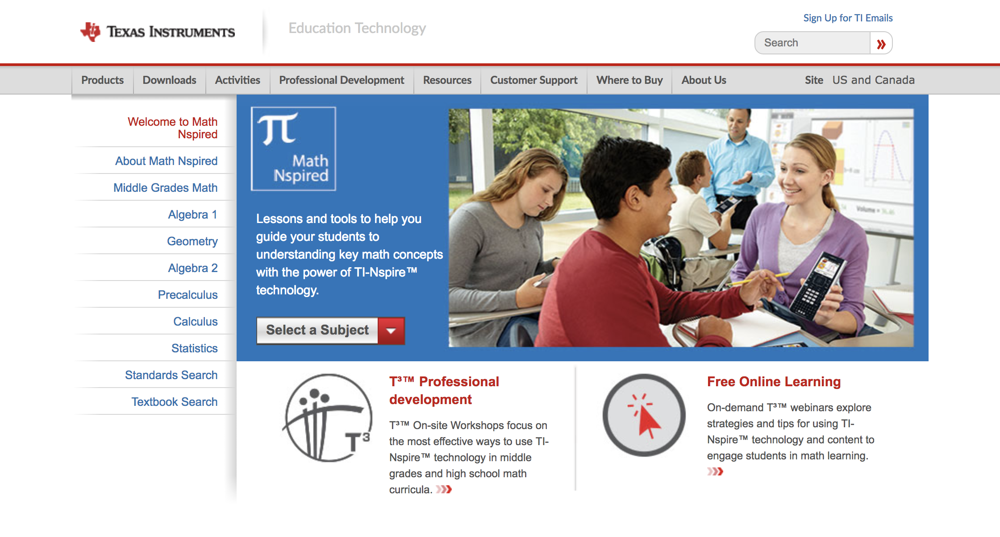 TEXAS INSTRUMENTS
Education Technology
Sign Up for TI Emails
Search
Products
Downloads
Activities
Professional Development
Resources
Customer Support
Where to Buy
About Us
Site
US and Canada
Welcome to Math
Nspired
About Math Nspired
Middle Grades Math
Algebra 1
Geometry
Algebra 2
Precalculus
Calculus
Statistics
Standards Search
Textbook Search
π
Math
Nspired
Lessons and tools to help you
guide your students to
understanding key math concepts
with the power of TI-Nspire™
technology.
Select a Subject
Volume =
T³
T³™ Professional
development
T³™ On-site Workshops focus on
the most effective ways to use TI-
Nspire™ technology in middle
grades and high school math
curricula.
Free Online Learning
On-demand T³™ webinars explore
strategies and tips for using TI-
Nspire™ technology and content to
engage students in math learning.